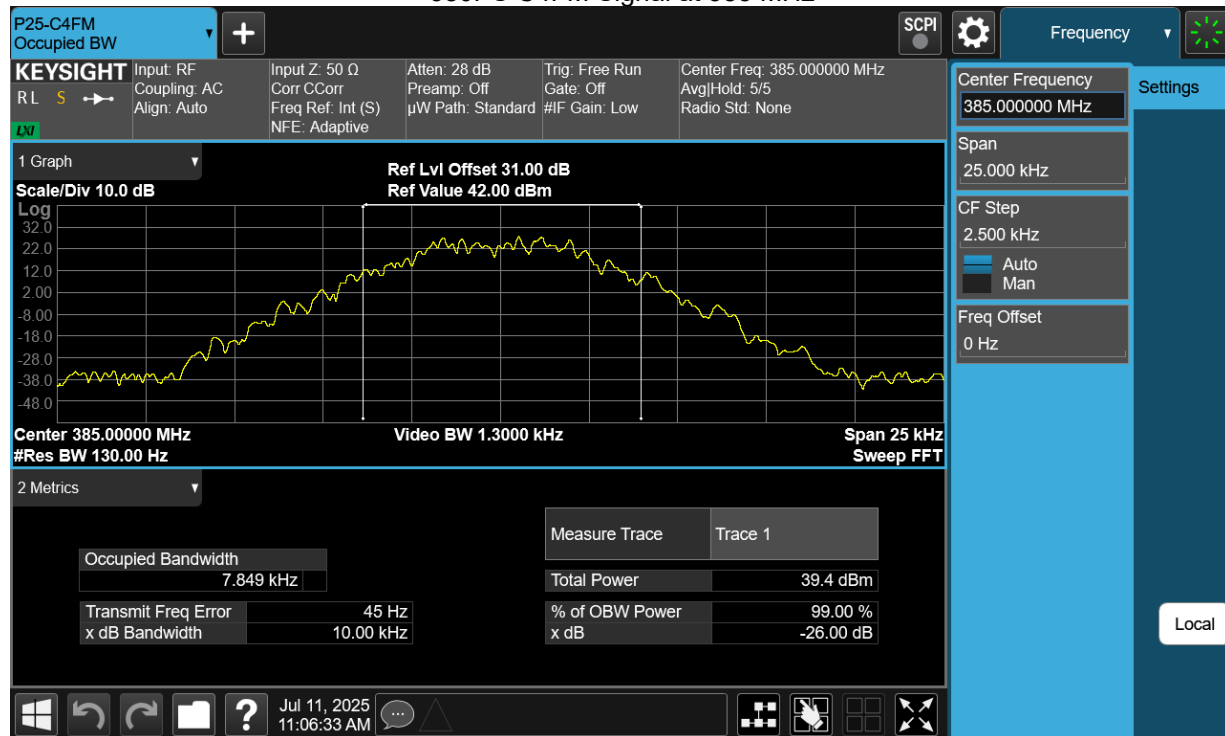 P25-C4FM
Occupied BW
+
SCPI
Frequency
KEYSIGHT
R L S
LXI
Input: RF
Coupling: AC
Align: Auto
Input Z: 50 Ω
Corr CCorr
Freq Ref: Int (S)
NFE: Adaptive
Atten: 28 dB
Preamp: Off
µW Path: Standard
Trig: Free Run
Gate: Off
#IF Gain: Low
Center Freq: 385.000000 MHz
Avg|Hold: 5/5
Radio Std: None
Center Frequency
385.000000 MHz
Settings
Span
25.000 kHz
CF Step
2.500 kHz
Auto
Man
Freq Offset
0 Hz
1 Graph
Scale/Div 10.0 dB
Ref Lvl Offset 31.00 dB
Ref Value 42.00 dBm
Log
32.0
22.0
12.0
2.00
-8.00
-18.0
-28.0
-38.0
-48.0
Center 385.00000 MHz
#Res BW 130.00 Hz
Video BW 1.3000 kHz
Span 25 kHz
Sweep FFT
2 Metrics
Measure Trace Trace 1
Occupied Bandwidth
7.849 kHz
Total Power 39.4 dBm
Transmit Freq Error 45 Hz
% of OBW Power 99.00 %
x dB Bandwidth 10.00 kHz
x dB -26.00 dB
Local
?
Jul 11, 2025
11:06:33 AM